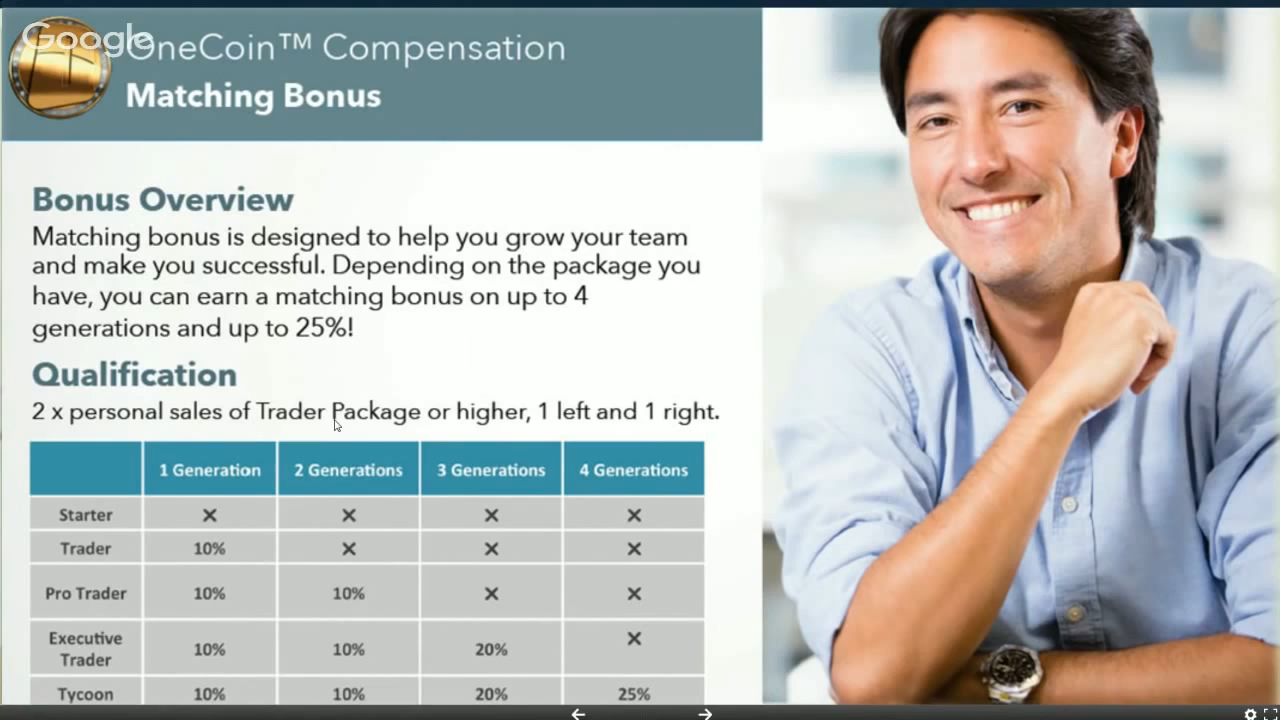 Google
OneCoin™ Compensation
Matching Bonus
Bonus Overview
Matching bonus is designed to help you grow your team
and make you successful. Depending on the package you
have, you can earn a matching bonus on up to 4
generations and up to 25%!
Qualification
2 x personal sales of Trader Package or higher, 1 left and 1 right.
1 Generation 2 Generations 3 Generations 4 Generations
Starter × × × ×
Trader 10% × × ×
Pro Trader 10% 10% × ×
Executive
Trader 10% 10% 20% ×
Tycoon 10% 10% 20% 25%